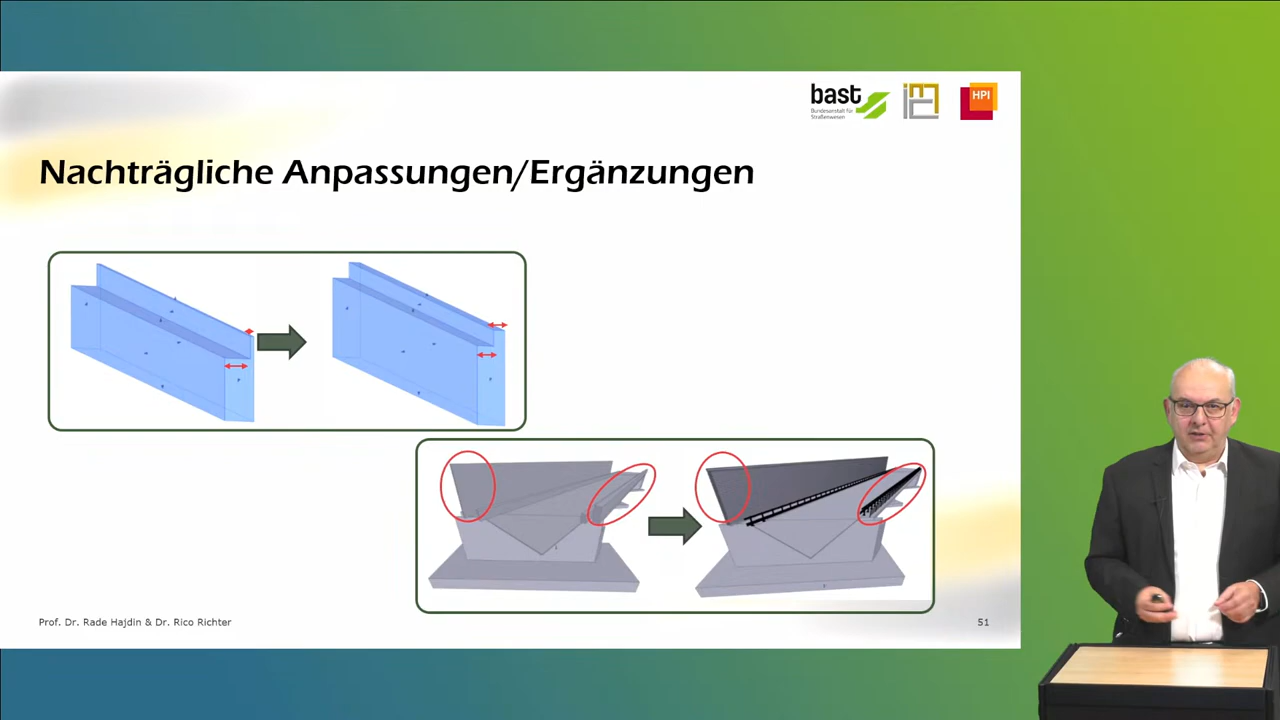 bast
Bundesanstalt für
Straßenwesen
HPI
Nachträgliche Anpassungen/Ergänzungen
Prof. Dr. Rade Hajdin & Dr. Rico Richter
51